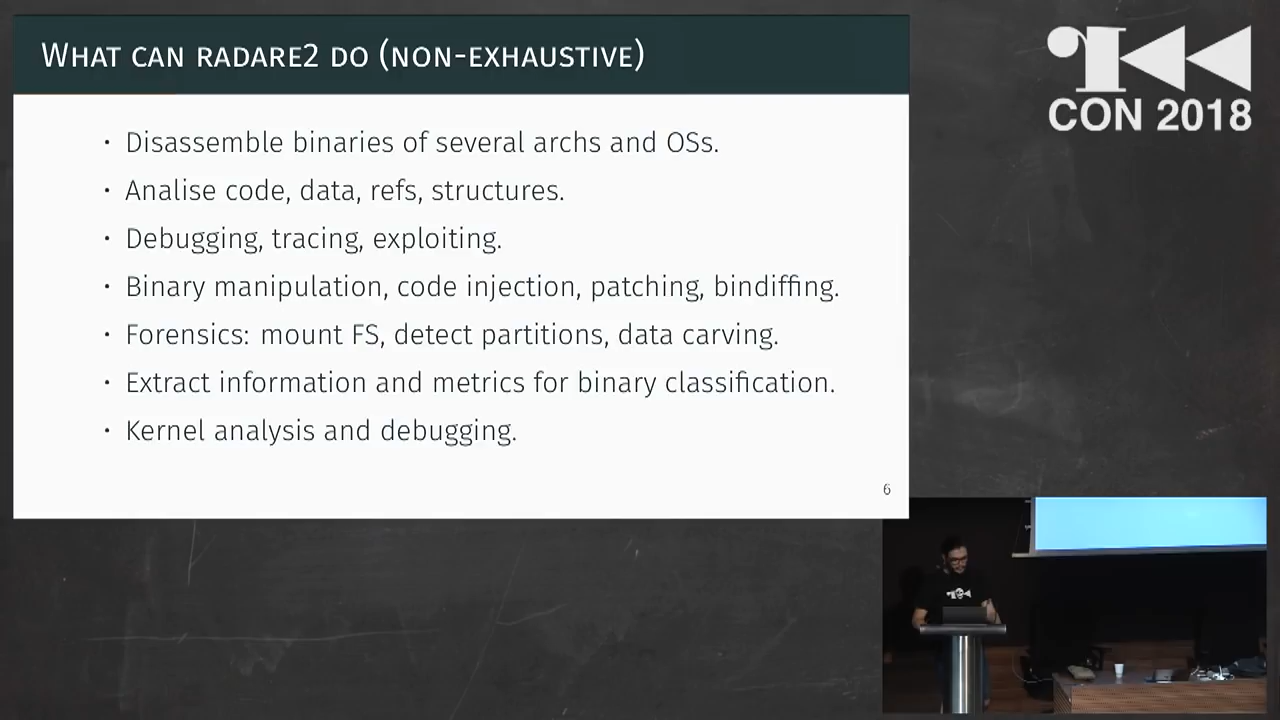 What can radare2 do (non-exhaustive)
• Disassemble binaries of several archs and OSs.
• Analise code, data, refs, structures.
• Debugging, tracing, exploiting.
• Binary manipulation, code injection, patching, bindiffing.
• Forensics: mount FS, detect partitions, data carving.
• Extract information and metrics for binary classification.
• Kernel analysis and debugging.
6
CON 2018